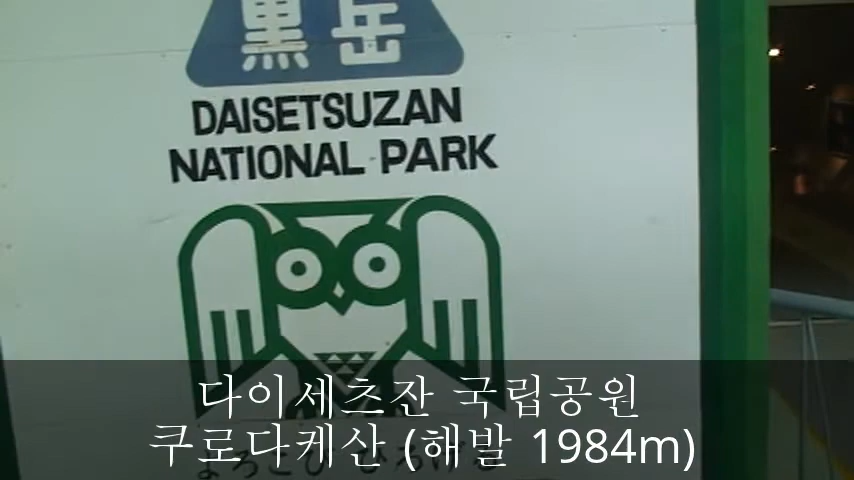 黒岳
DAISETSUZAN
NATIONAL PARK
다이세츠잔 국립공원
쿠로다케산 (해발 1984m)